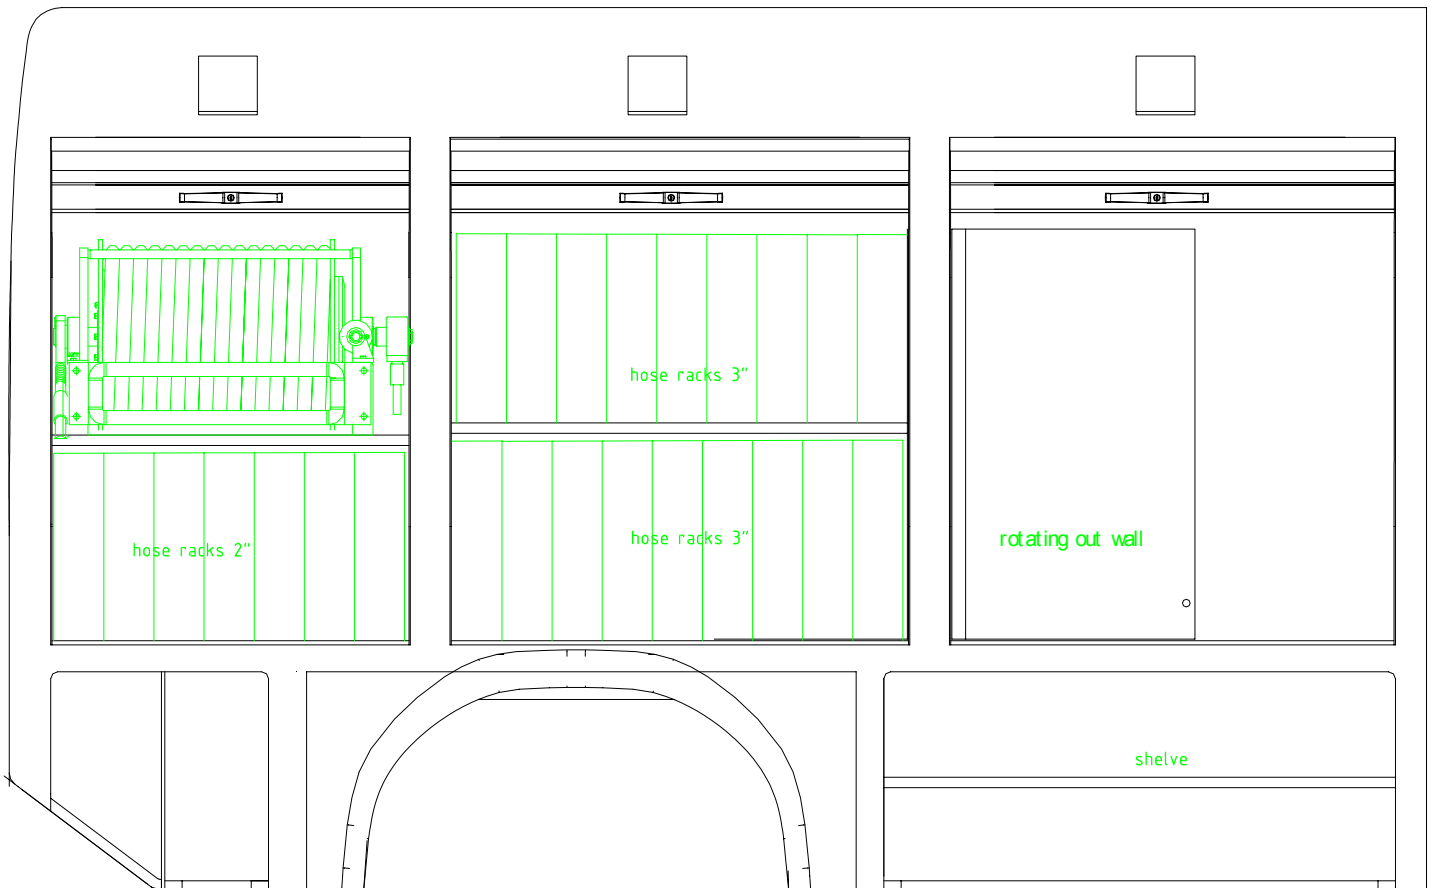 hose racks 3"
hose racks 2"
hose racks 3"
rotating out wall
shelve